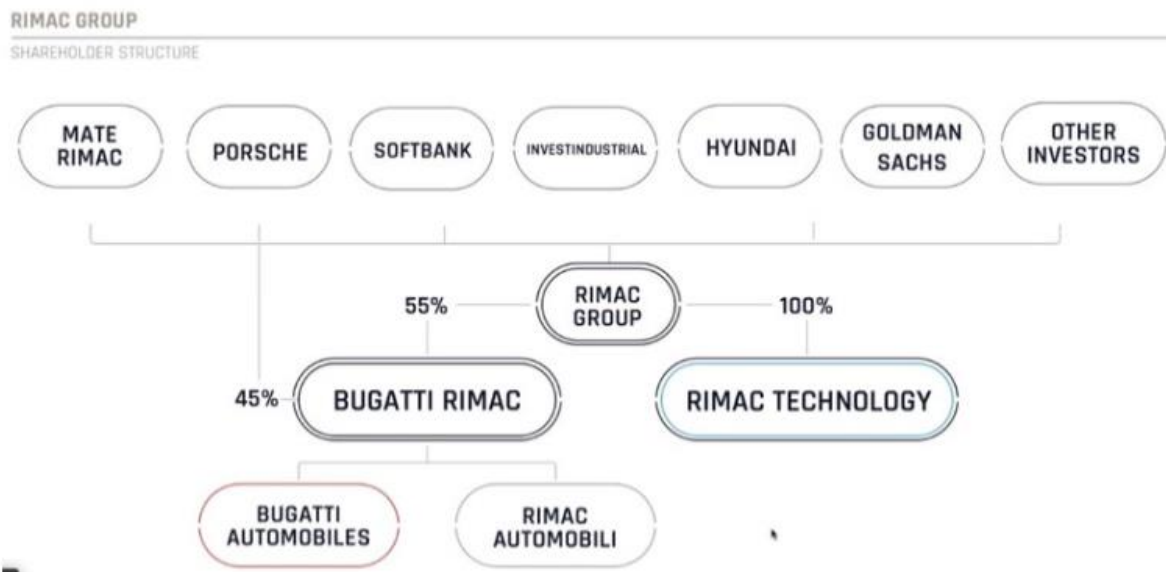 RIMAC GROUP
SHAREHOLDER STRUCTURE
MATE
RIMAC
PORSCHE
SOFTBANK
INVESTINDUSTRIAL
HYUNDAI
GOLDMAN
SACHS
OTHER
INVESTORS
55%
RIMAC
GROUP
100%
45%
BUGATTI RIMAC
RIMAC TECHNOLOGY
BUGATTI
AUTOMOBILES
RIMAC
AUTOMOBILI